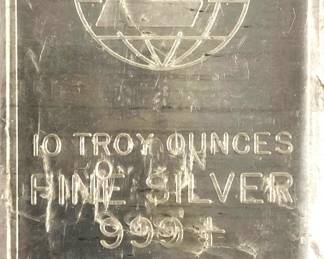 10 TROY OUNCES
FINE SILVER
999 +